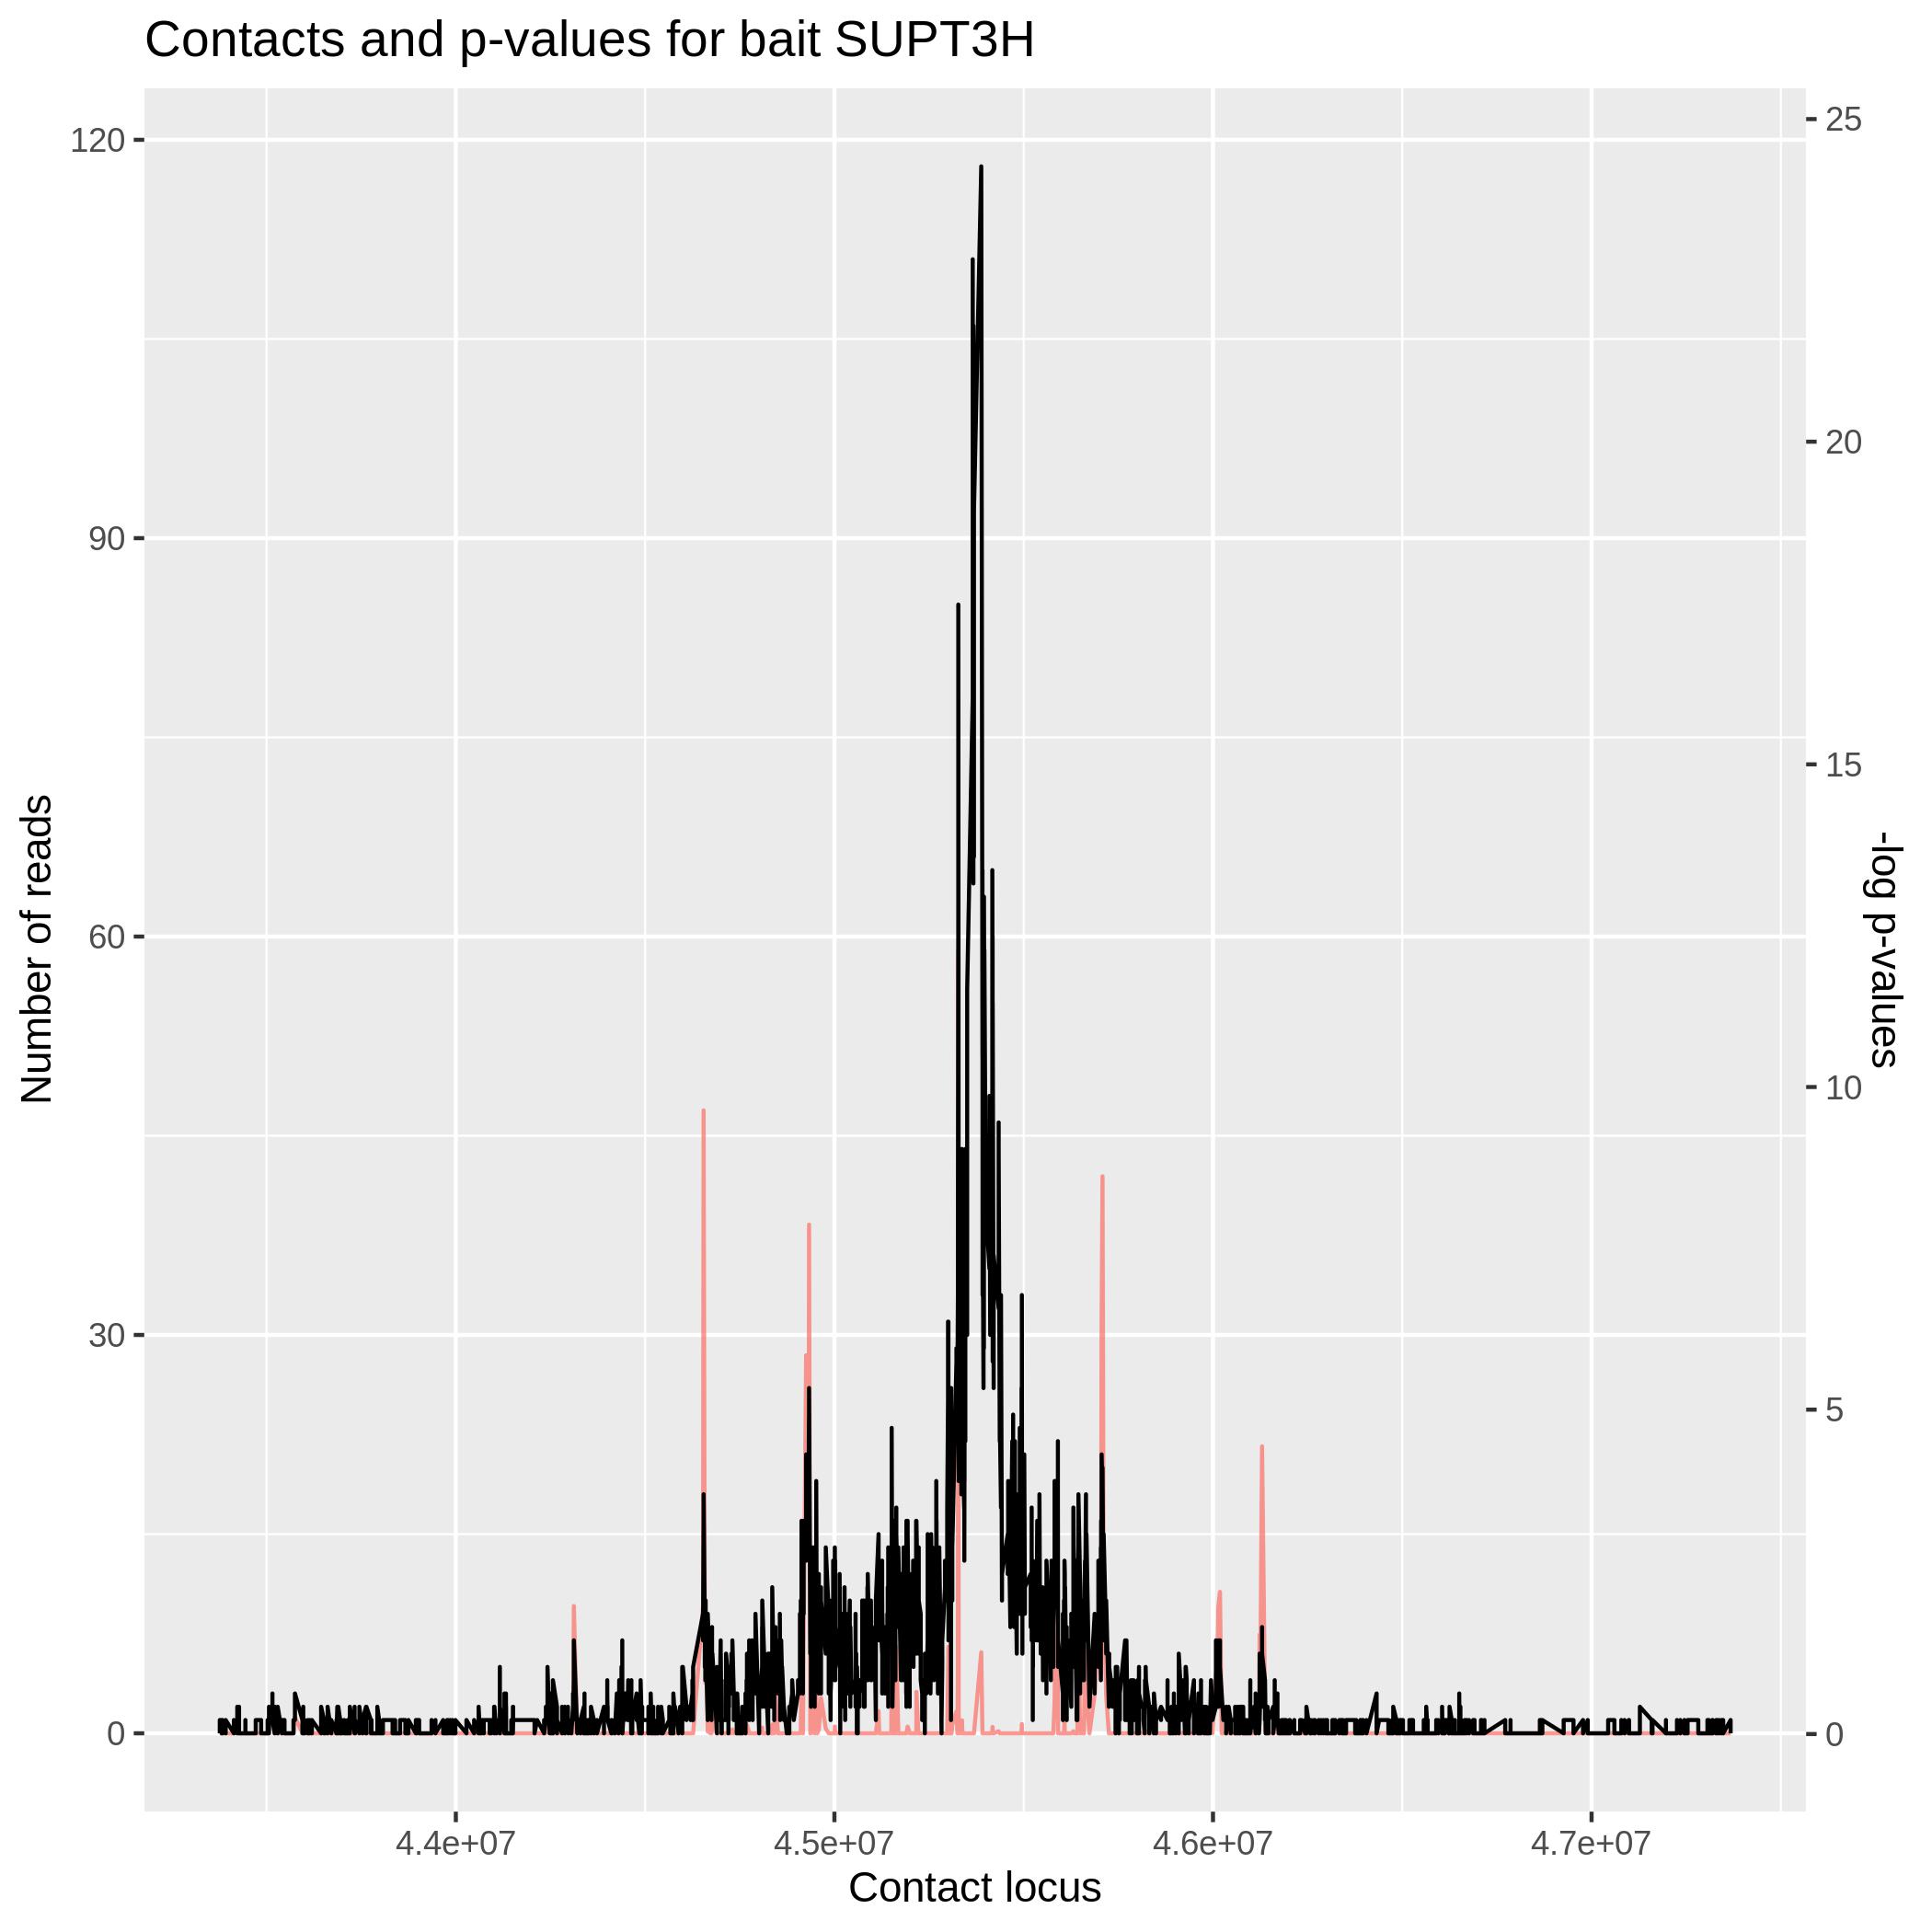 Contacts and p-values for bait SUPT3H
120
90
60
30
0
Number of reads
25
20
15
10
5
0
-log p-values
4.4e+07 4.5e+07 4.6e+07 4.7e+07
Contact locus